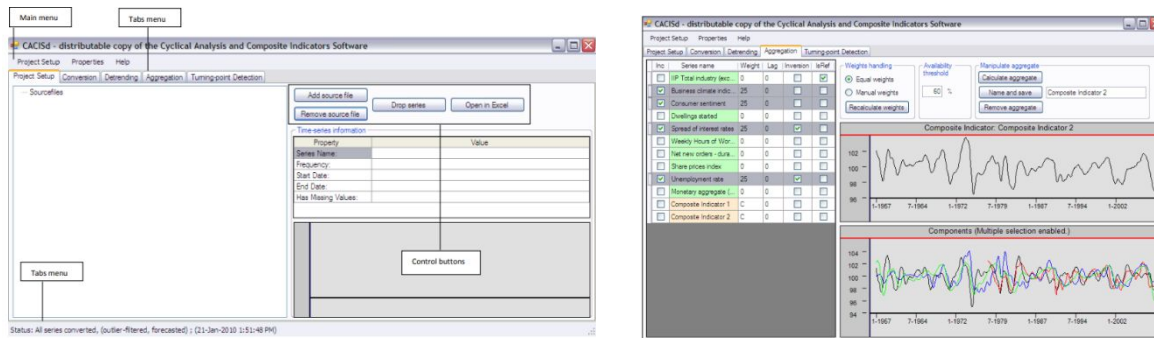 Main menu
Tabs menu
CACISd - distributable copy of the Cyclical Analysis and Composite Indicators Software
Project Setup Properties Help
Project Setup Conversion Detrending Aggregation Turning-point Detection
Sourcefiles
Add source file
Drop series
Open in Excel
Remove source file
Time-series information
Property Value
Series Name:
Frequency:
Start Date:
End Date:
Has Missing Values:
Control buttons
Tabs menu
Status: All series converted, (outlier-filtered, forecasted) ; (21-Jan-2010 1:51:48 PM)
CACISd - distributable copy of the Cyclical Analysis and Composite Indicators Software
Project Setup Properties Help
Project Setup Conversion Detrending Aggregation Turning-point Detection
Inc Series name Weight Lag Inversion IsRef
IIP Total industry (exc... 0 0
Business climate indic... 25 0
Consumer sentiment 25 0
Dwellings started 0 0
Spread of interest rates 25 0
Weekly Hours of Wor... 0 0
Net new orders - dura... 0 0
Share prices index 0 0
Unemployment rate 25 0
Monetary aggregate (... 0 0
Composite Indicator 1 C 0
Composite Indicator 2 C 0
Weights handling
Equal weights
Manual weights
Recalculate weights
Availability threshold
60 %
Manipulate aggregate
Calculate aggregate
Name and save Composite Indicator 2
Remove aggregate
Composite Indicator: Composite Indicator 2
102
100
98
96
1-1957 7-1964 1-1972 7-1979 1-1987 7-1994 1-2002
Components (Multiple selection enabled.)
104
102
100
98
96
94
1-1957 7-1964 1-1972 7-1979 1-1987 7-1994 1-2002